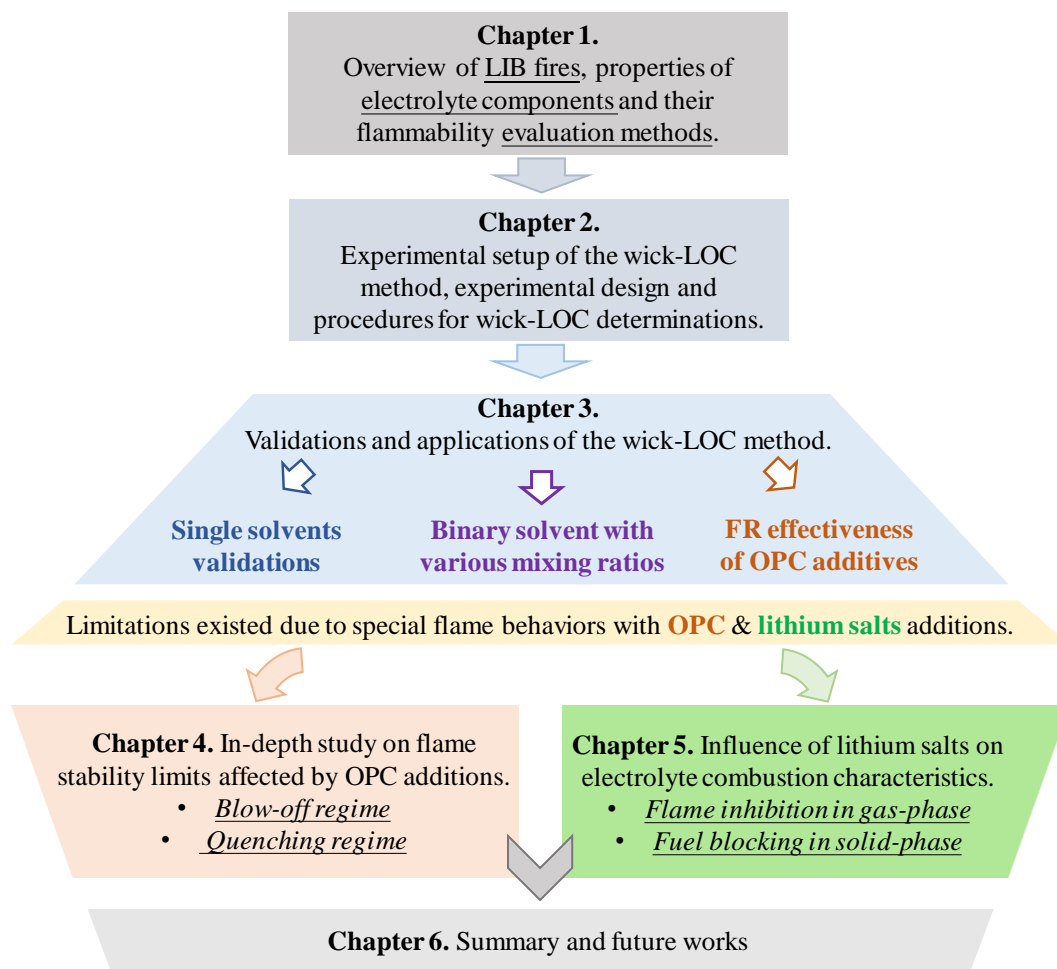 Chapter 1.
Overview of LIB fires, properties of
electrolyte components and their
flammability evaluation methods.
Chapter 2.
Experimental setup of the wick-LOC
method, experimental design and
procedures for wick-LOC determinations.
Chapter 3.
Validations and applications of the wick-LOC method.
Single solvents
validations
Binary solvent with
various mixing ratios
FR effectiveness
of OPC additives
Limitations existed due to special flame behaviors with OPC & lithium salts additions.
Chapter 4. In-depth study on flame
stability limits affected by OPC additions.
• Blow-off regime
• Quenching regime
Chapter 5. Influence of lithium salts on
electrolyte combustion characteristics.
• Flame inhibition in gas-phase
• Fuel blocking in solid-phase
Chapter 6. Summary and future works